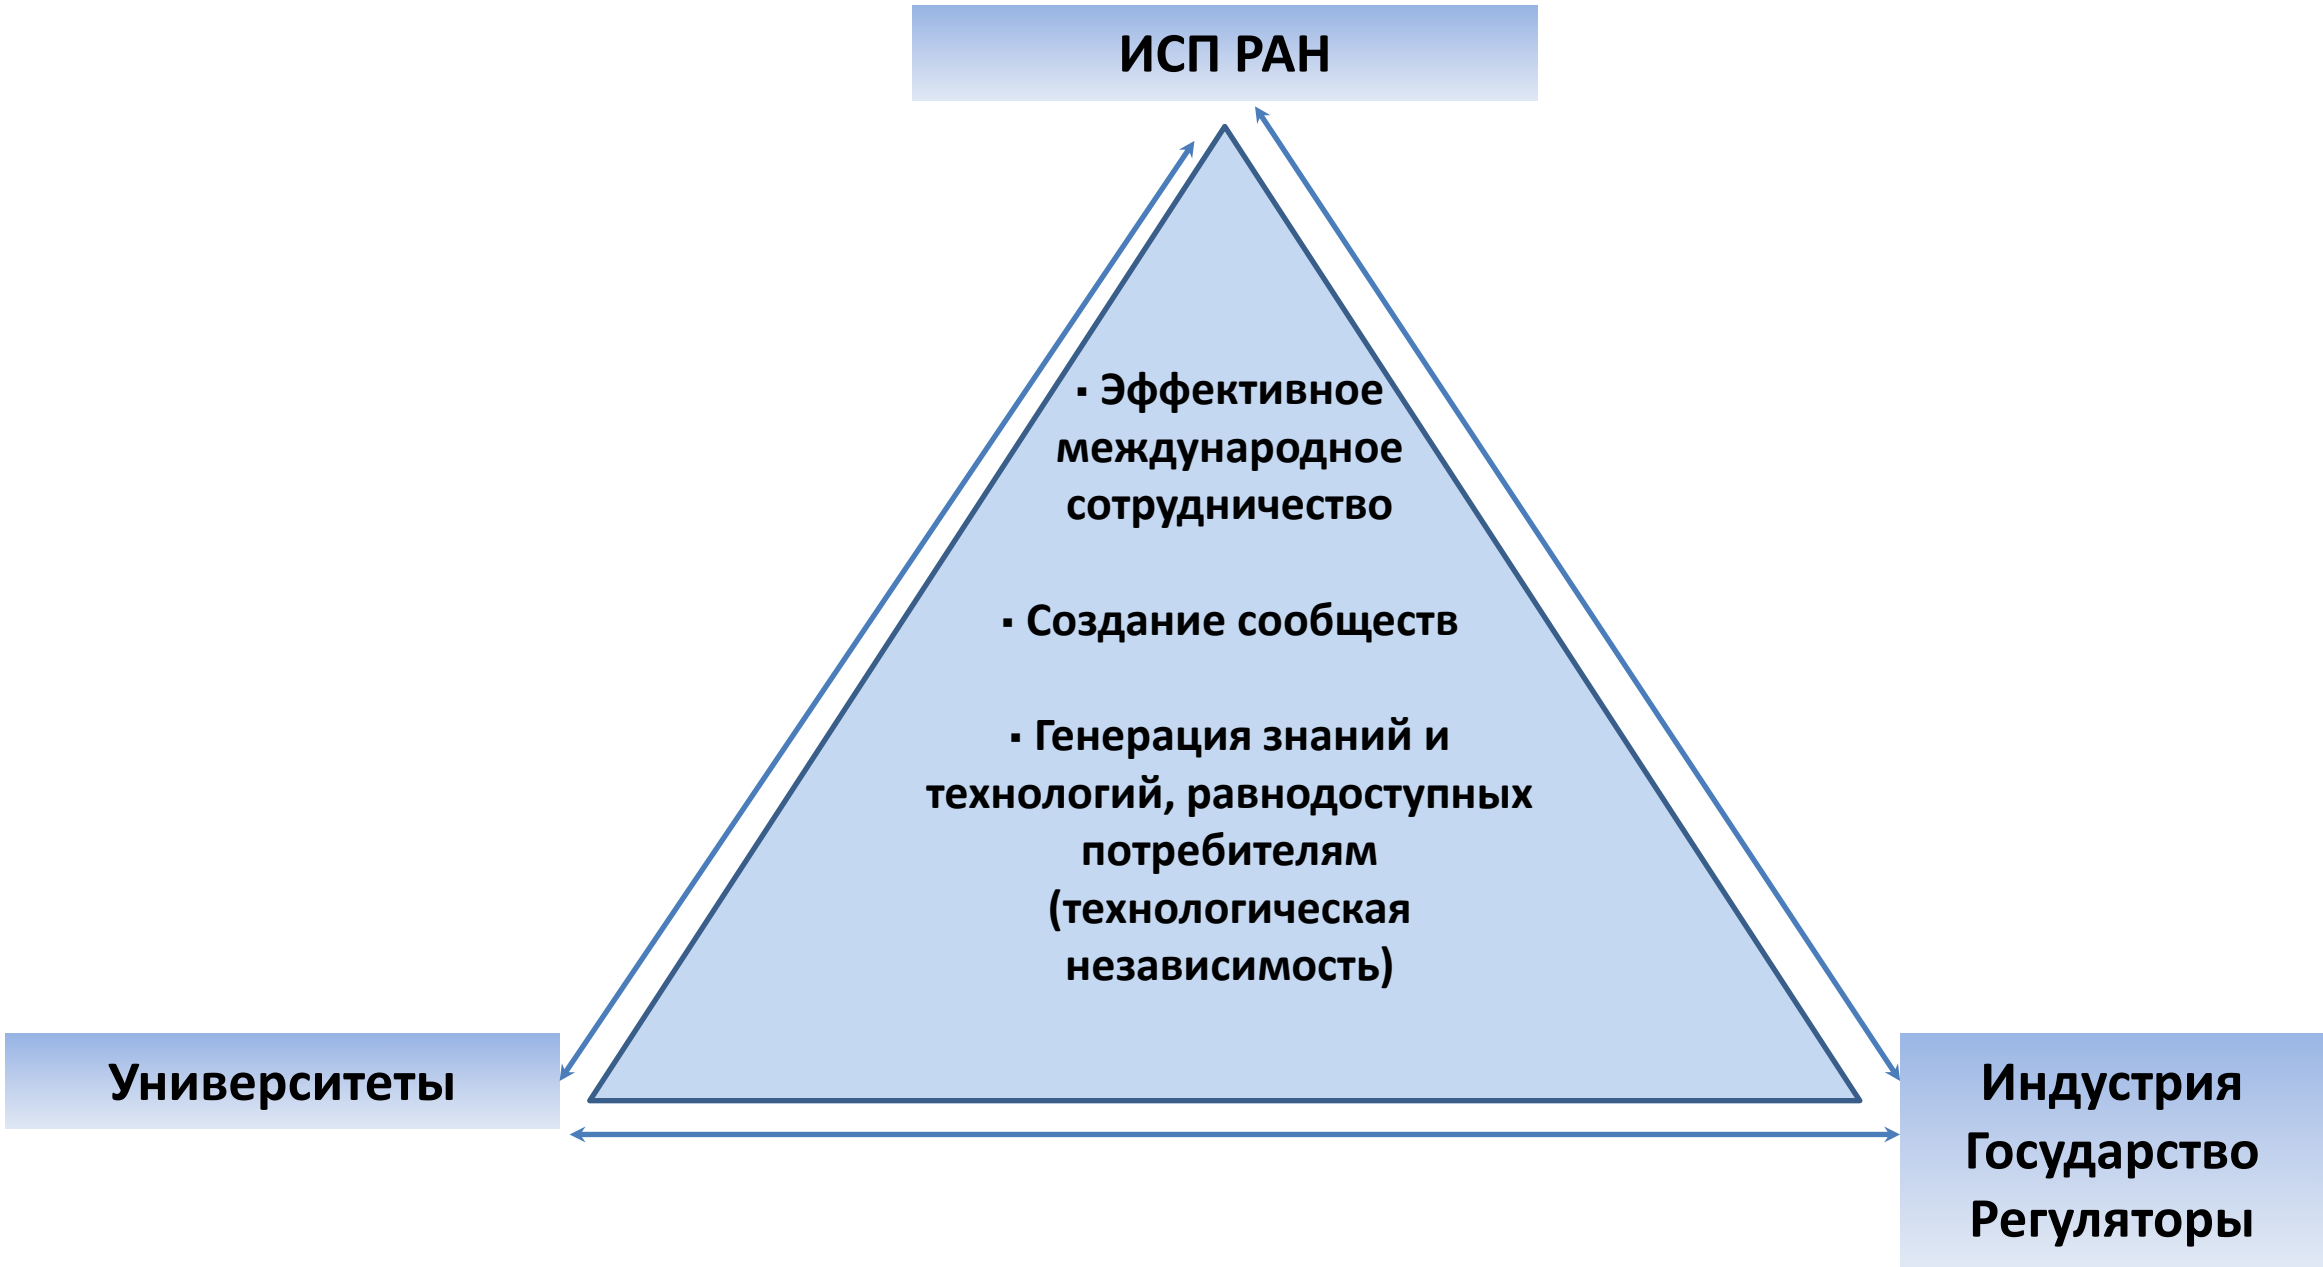 ИСП РАН
▪ Эффективное
международное
сотрудничество
▪ Создание сообществ
▪ Генерация знаний и
технологий, равнодоступных
потребителям
(технологическая
независимость)
Университеты
Индустрия
Государство
Регуляторы